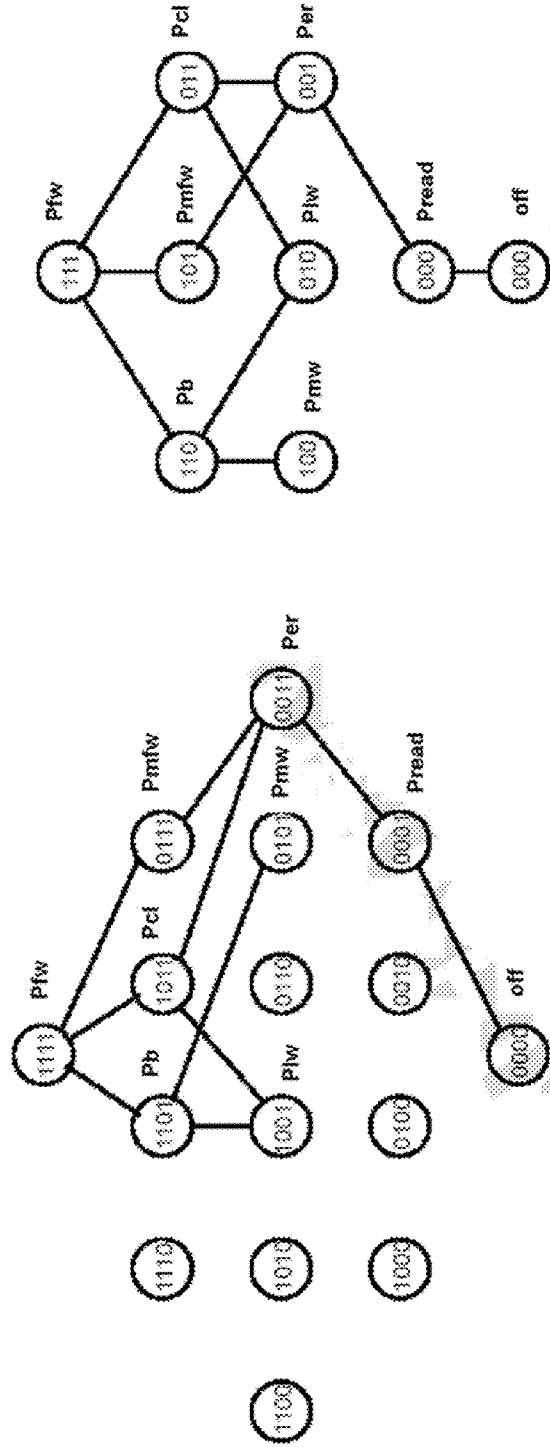 Pfw
1111
Pb Pcl Pmfw
1110 1101 1011 0111
Plw Pmw Per
1100 1010 1001 0110 0101 0011
Pread
1000 0100 0010 0001
off
0000
Pfw
111
Pb Pmfw Pcl
110 101 011
Pmw Plw Per
100 010 001
Pread
000
off
000